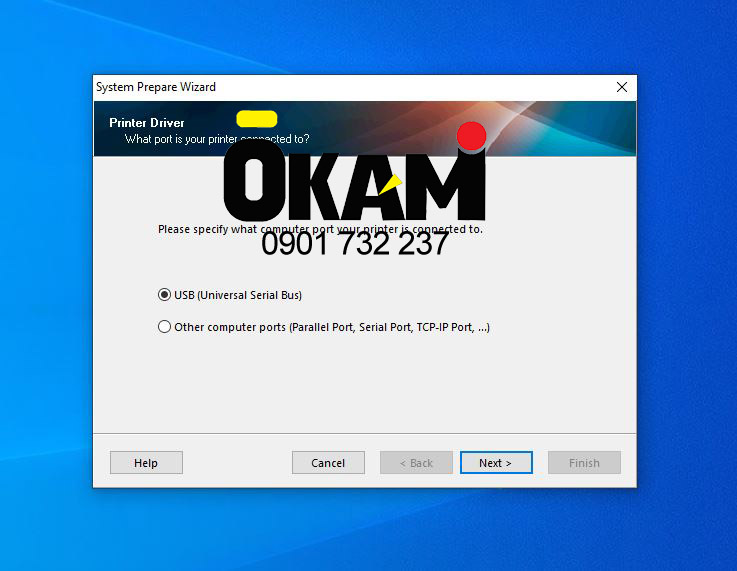 System Prepare Wizard
Printer Driver
What port is your printer connected to?
OKAMI
Please specify what computer port your printer is connected to.
0901 732 237
USB (Universal Serial Bus)
Other computer ports (Parallel Port, Serial Port, TCP-IP Port, ...)
Help
Cancel
< Back
Next >
Finish